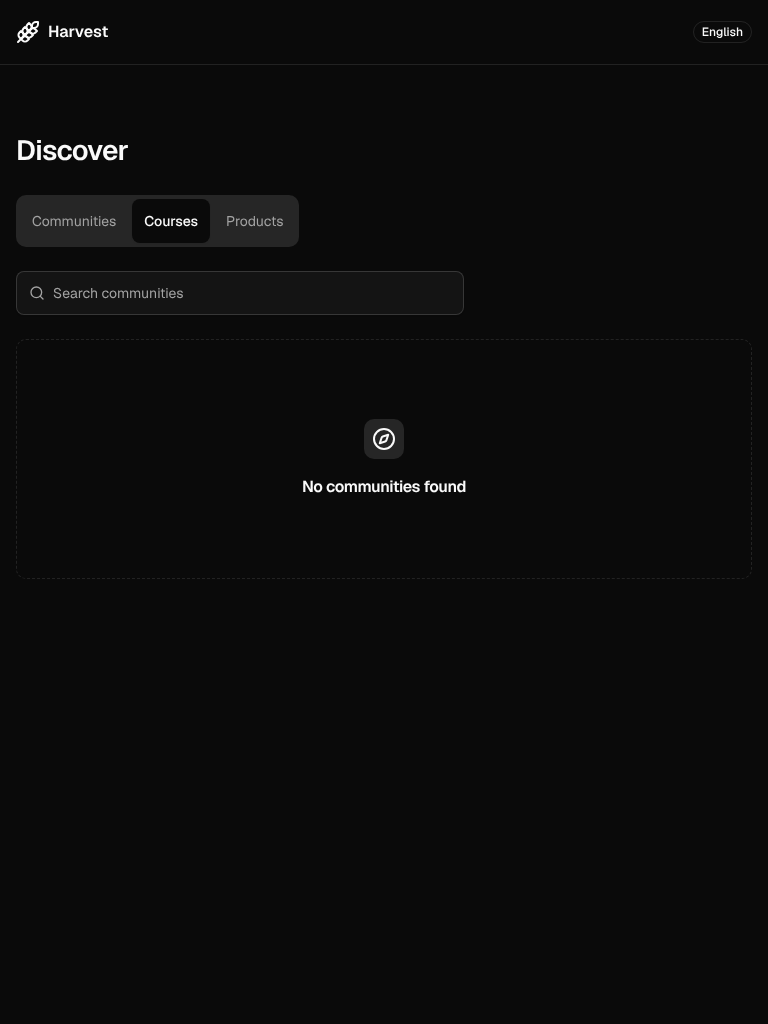 Harvest
English
Discover
Communities Courses Products
Search communities
No communities found